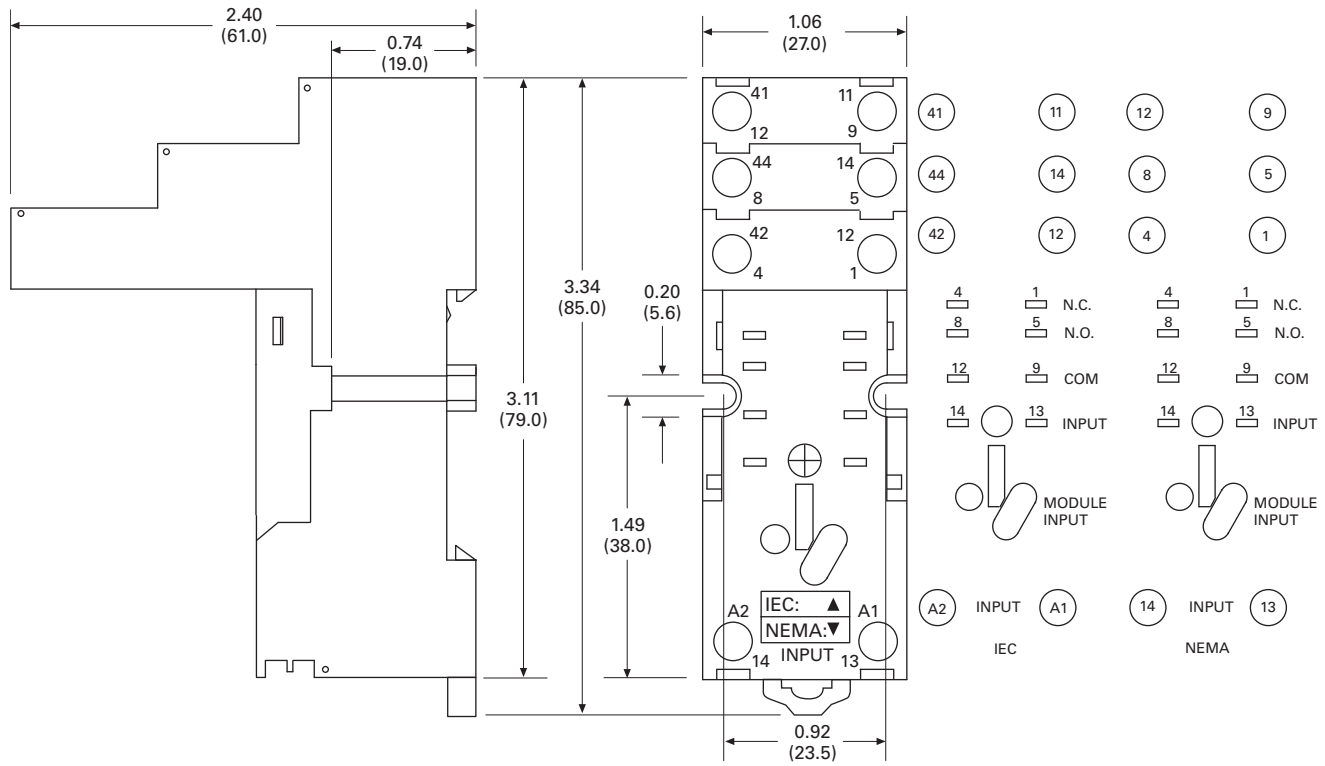 2.40
(61.0)
0.74
(19.0)
3.11
(79.0)
3.34
(85.0)
0.20
(5.6)
1.49
(38.0)
1.06
(27.0)
41 11
12 9
44 14
8 5
42 12
4 1
A2 IEC: ▲ A1
NEMA:▼
14 INPUT 13
0.92
(23.5)
41 11
44 14
42 12
4 1 N.C.
8 5 N.O.
12 9 COM
14 13 INPUT
MODULE
INPUT
A2 INPUT A1
IEC
12 9
8 5
4 1
4 1 N.C.
8 5 N.O.
12 9 COM
14 13 INPUT
MODULE
INPUT
14 INPUT 13
NEMA